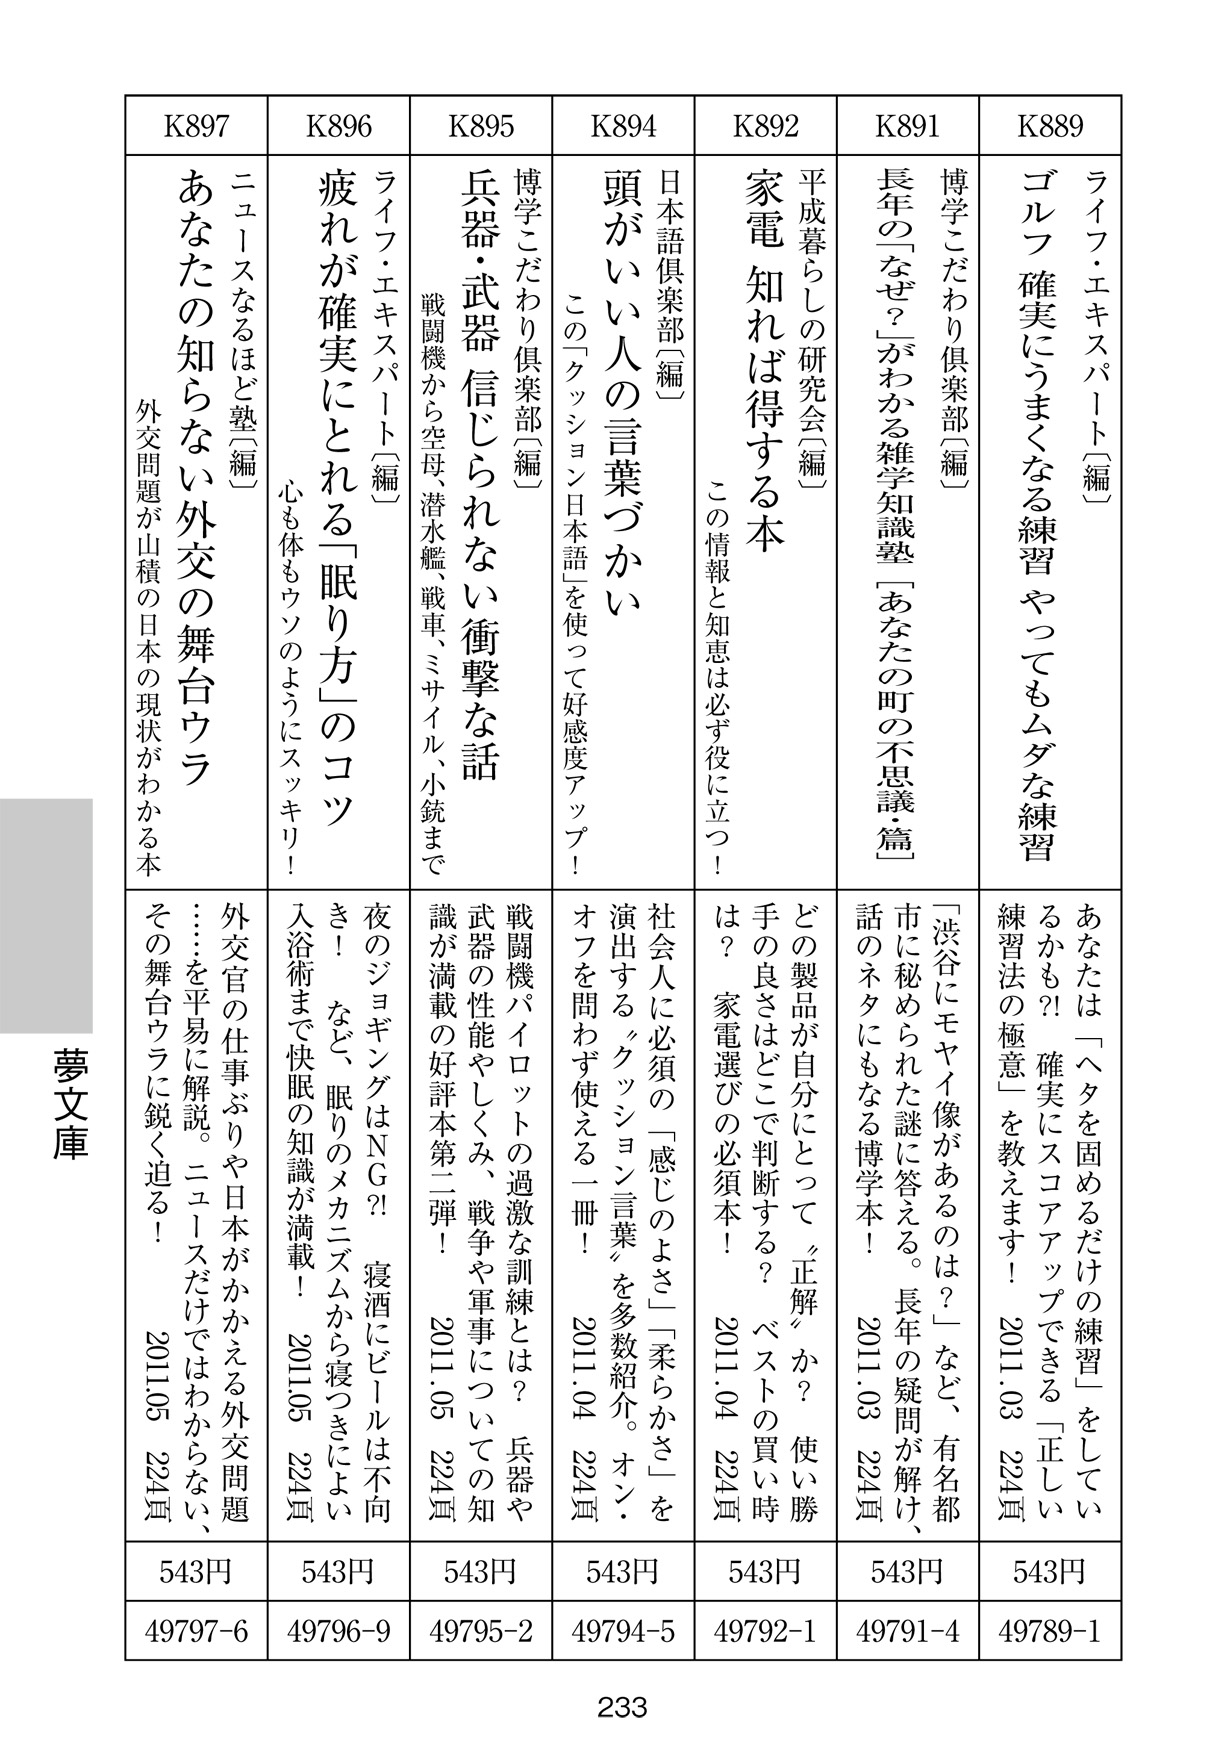 K889
ライフ・エキスパート〔編〕
ゴルフ 確実にうまくなる練習 やってもムダな練習
あなたは「ヘタを固めるだけの練習」をしてい
るかも?! 確実にスコアアップできる「正しい
練習法の極意」を教えます! 2011.03 224頁
543円
49789-1
K891
博学こだわり倶楽部〔編〕
長年の「なぜ?」がわかる雑学知識塾［あなたの町の不思議・篇］
「渋谷にモヤイ像があるのは?」など、有名都
市に秘められた謎に答える。長年の疑問が解け、
話のネタにもなる博学本! 2011.03 224頁
543円
49791-4
K892
平成暮らしの研究会〔編〕
家電 知れば得する本
この情報と知恵は必ず役に立つ!
どの製品が自分にとって〝正解〟か? 使い勝
手の良さはどこで判断する? ベストの買い時
は? 家電選びの必須本! 2011.04 224頁
543円
49792-1
K894
日本語倶楽部〔編〕
頭がいい人の言葉づかい
この「クッション日本語」を使って好感度アップ!
社会人に必須の「感じのよさ」「柔らかさ」を
演出する〝クッション言葉〟を多数紹介。オン・
オフを問わず使える一冊! 2011.04 224頁
543円
49794-5
K895
博学こだわり倶楽部〔編〕
兵器・武器 信じられない衝撃な話
戦闘機から空母、潜水艦、戦車、ミサイル、小銃まで
戦闘機パイロットの過激な訓練とは? 兵器や
武器の性能やしくみ、戦争や軍事についての知
識が満載の好評本第二弾! 2011.05 224頁
543円
49795-2
K896
ライフ・エキスパート〔編〕
疲れが確実にとれる「眠り方」のコツ
心も体もウソのようにスッキリ!
夜のジョギングはNG?! 寝酒にビールは不向
き! など、眠りのメカニズムから寝つきによい
入浴術まで快眠の知識が満載! 2011.05 224頁
543円
49796-9
K897
ニュースなるほど塾〔編〕
あなたの知らない外交の舞台ウラ
外交問題が山積の日本の現状がわかる本
外交官の仕事ぶりや日本がかかえる外交問題
……を平易に解説。ニュースだけではわからない、
その舞台ウラに鋭く迫る! 2011.05 224頁
543円
49797-6
夢文庫
233